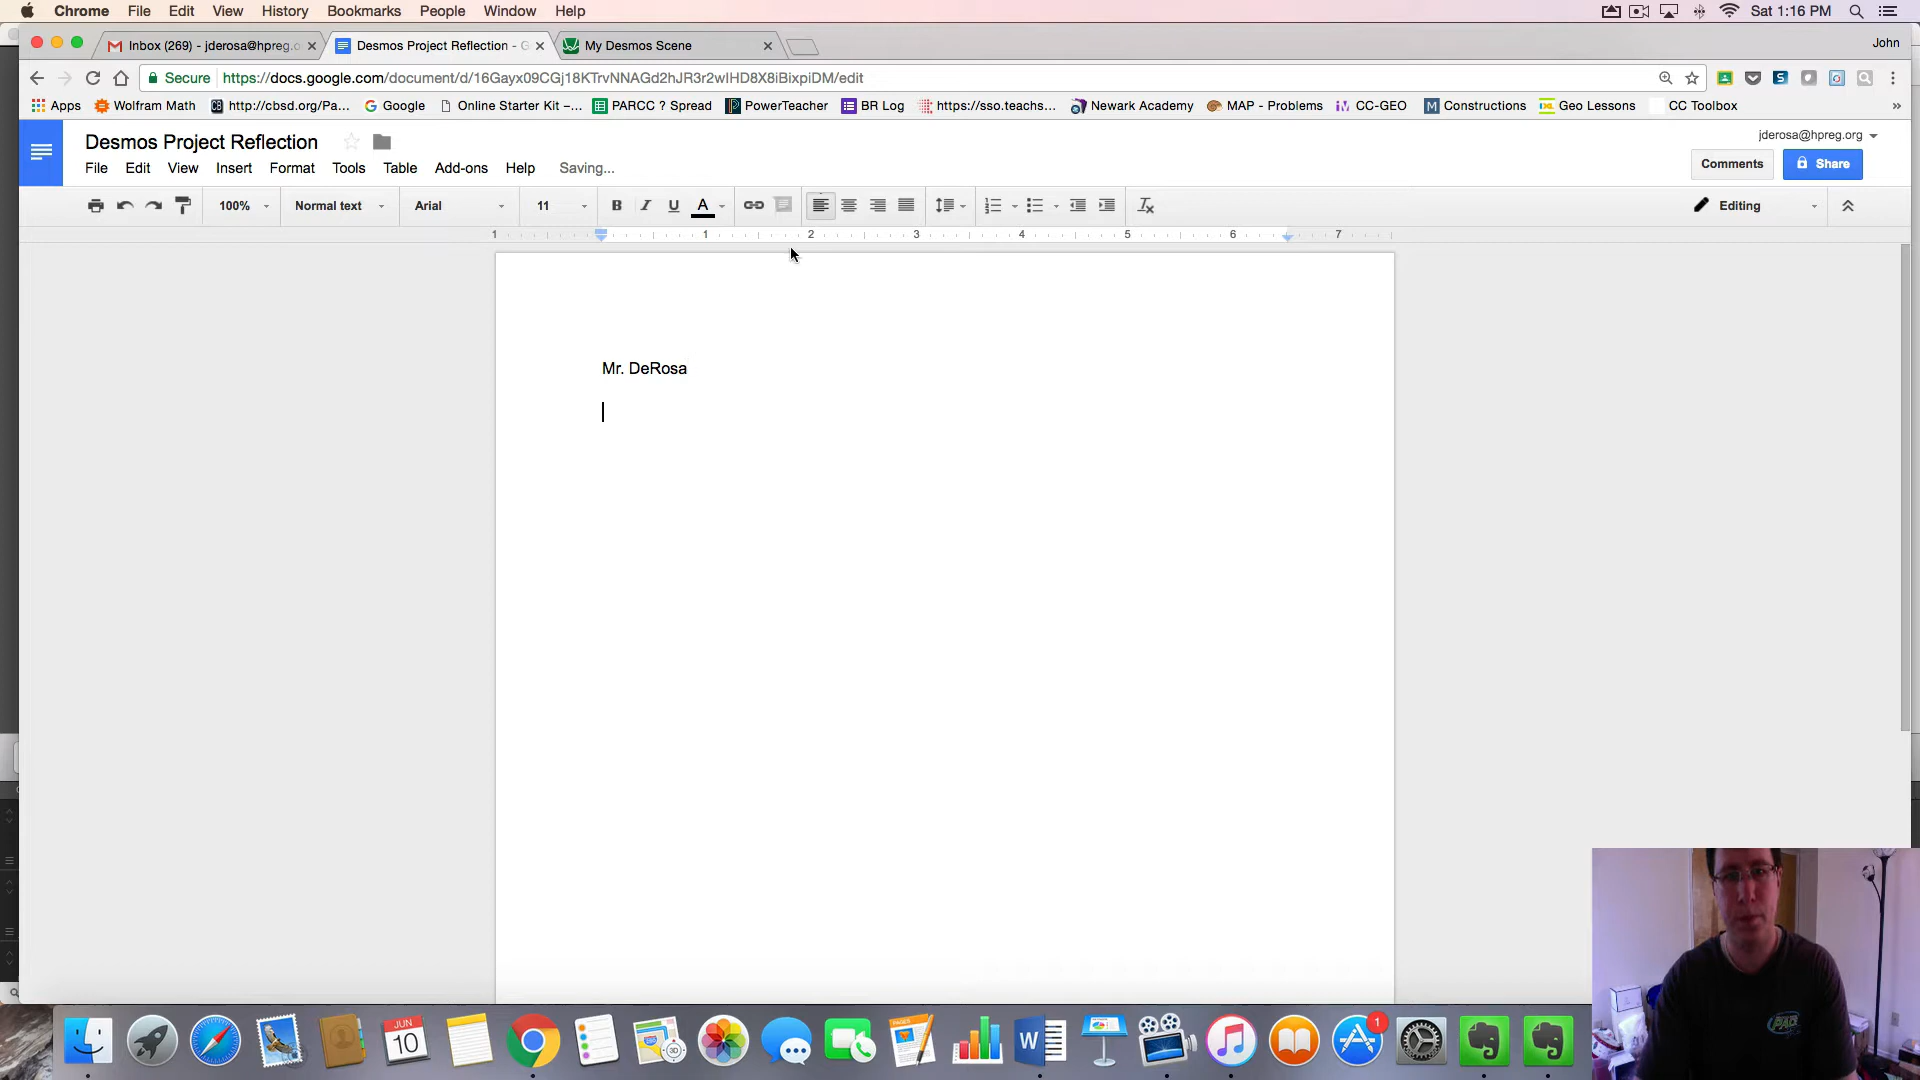 Chrome File Edit View History Bookmarks People Window Help Sat 1:16 PM
Inbox (269) - jderosa@hpreg.o Desmos Project Reflection - G My Desmos Scene John
Secure https://docs.google.com/document/d/16Gayx09CGj18KTrvNNAGd2hJR3r2wIHD8X8iBixpiDM/edit
Apps Wolfram Math http://cbsd.org/Pa... Google Online Starter Kit –... PARCC ? Spread PowerTeacher BR Log https://sso.teachs... Newark Academy MAP - Problems CC-GEO Constructions Geo Lessons CC Toolbox »
Desmos Project Reflection jderosa@hpreg.org
File Edit View Insert Format Tools Table Add-ons Help Saving... Comments Share
100% Normal text Arial 11 B I U A Editing
1 1 2 3 4 5 6 7
Mr. DeRosa
JUN
10
30
W
1